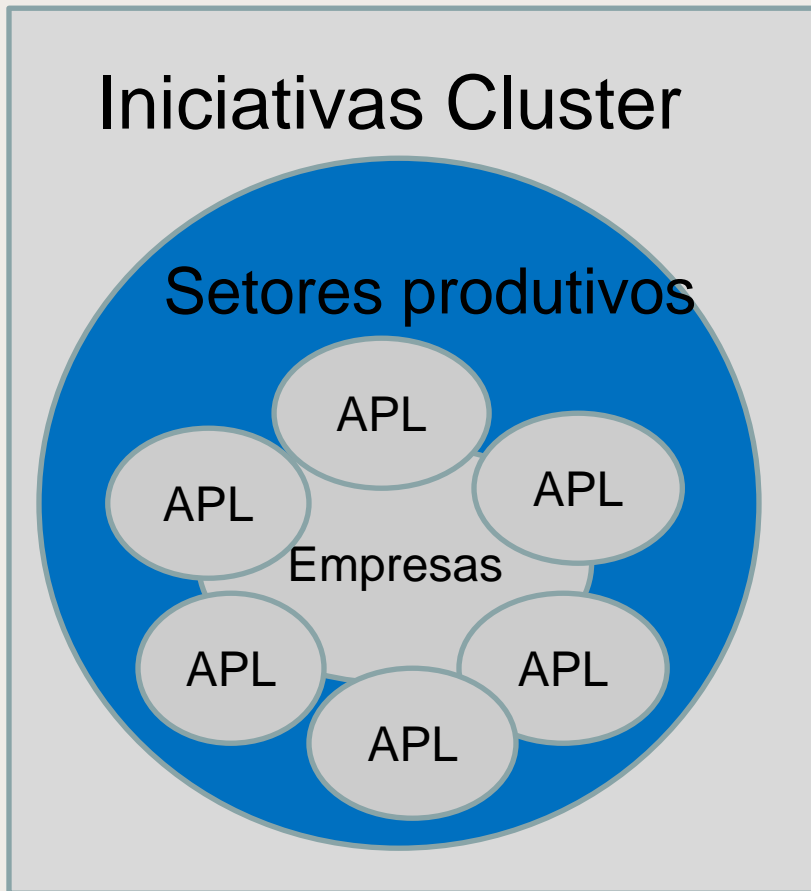 Iniciativas Cluster
Setores produtivos
APL
APL
APL
Empresas
APL
APL
APL